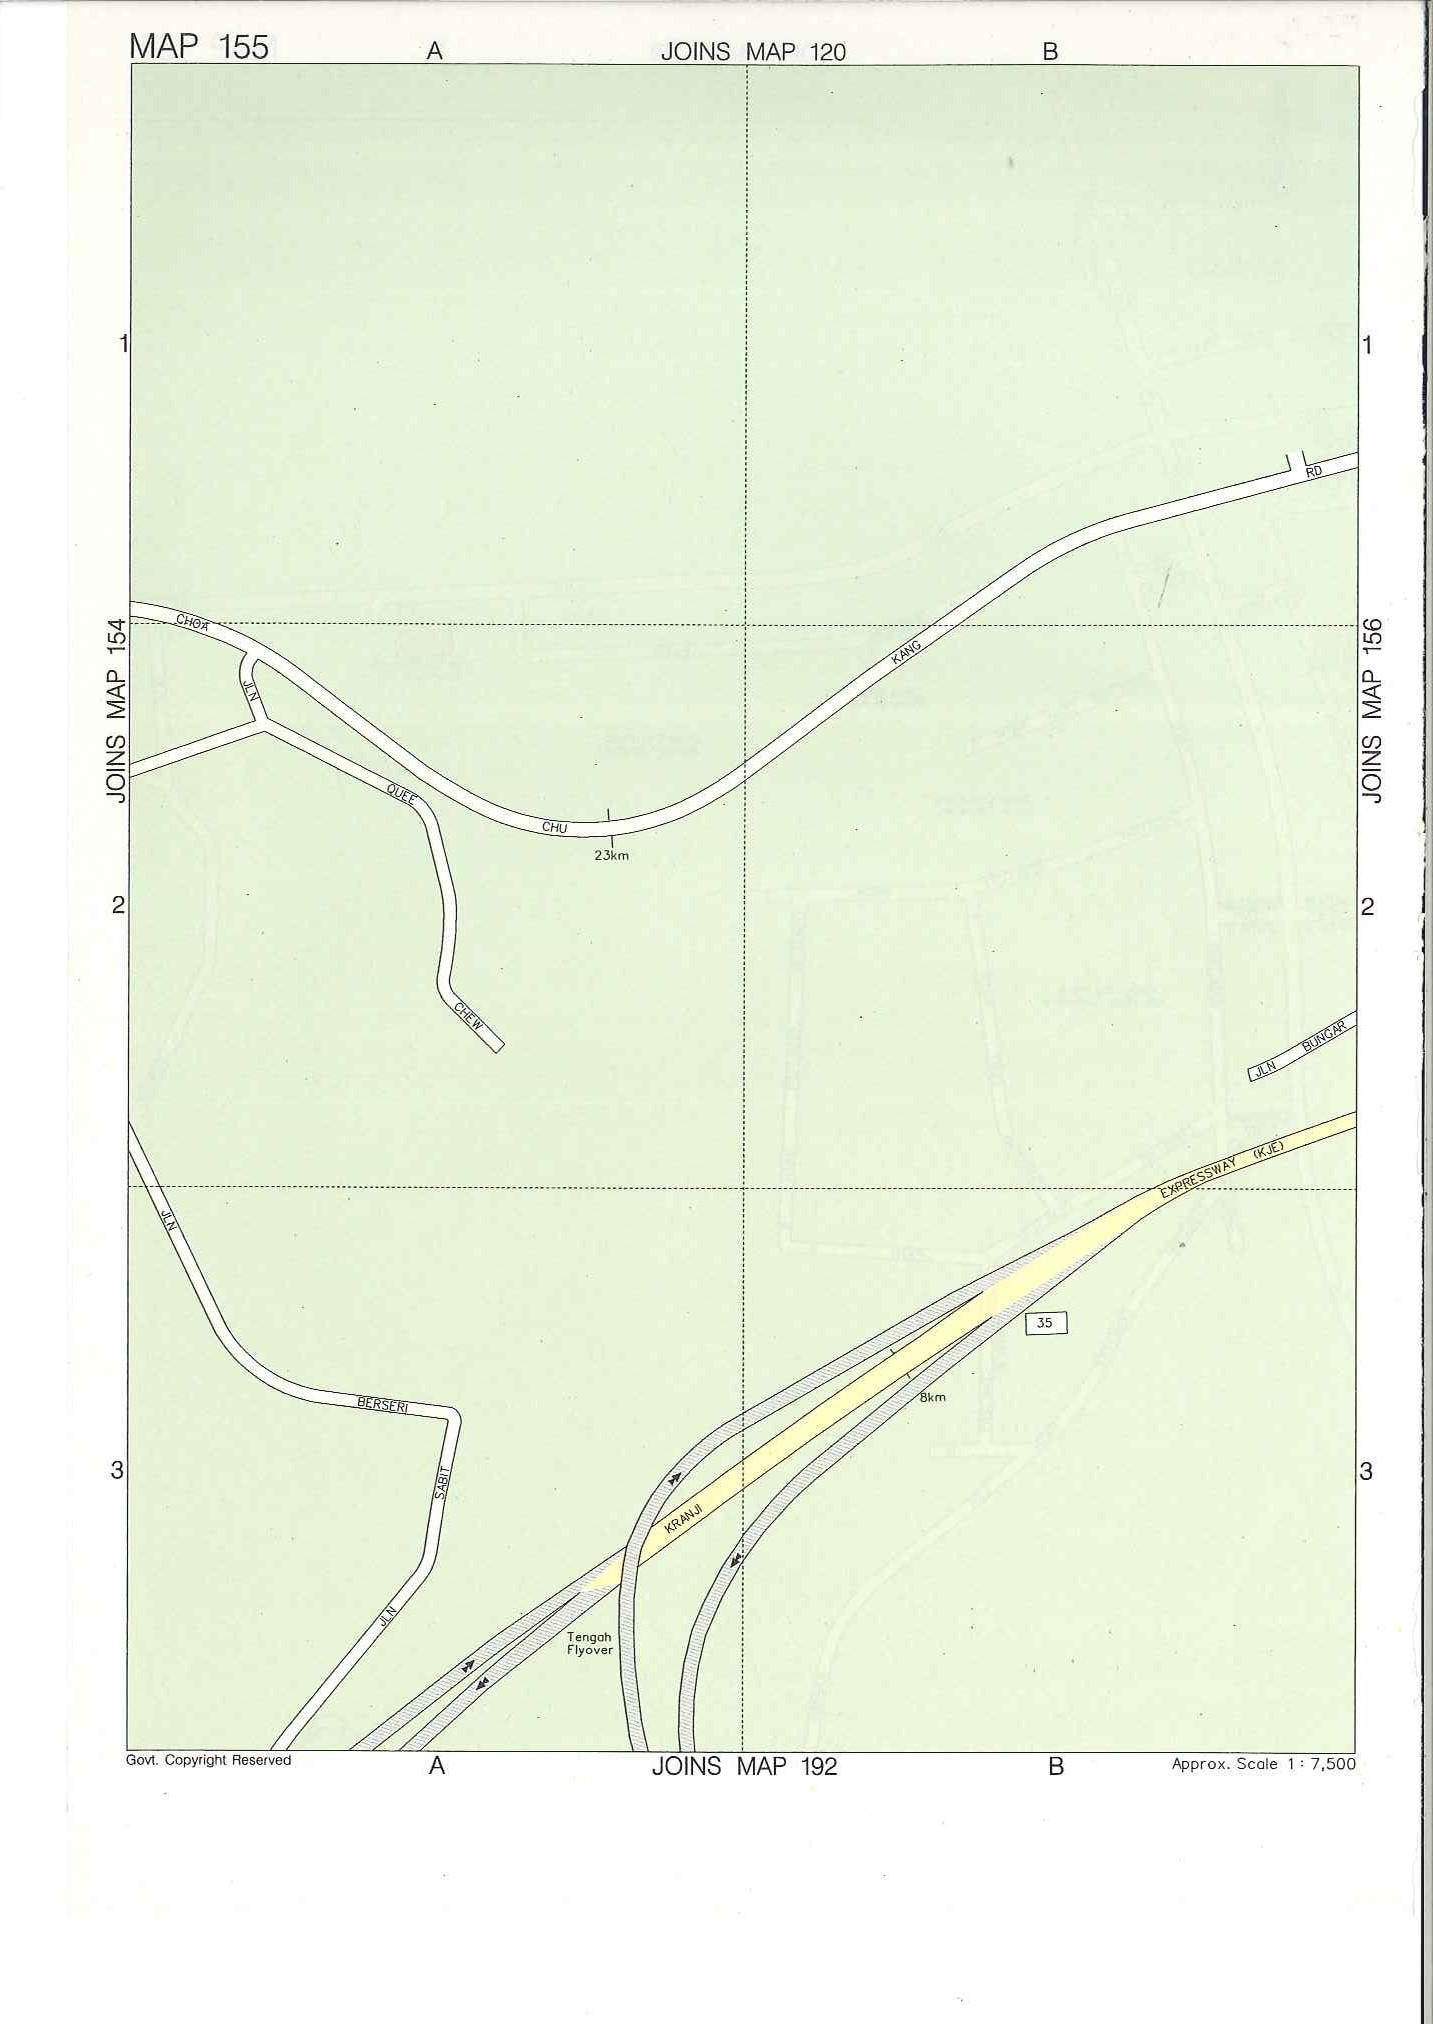 MAP 155
A
JOINS MAP 120
B
1
1
RD
JOINS MAP 154
CHOA
KANG
JOINS MAP 156
JLN
QUEE
CHU
23km
2
2
CHEW
JLN BUNGAR
EXPRESSWAY (KJE)
JLN
35
BERSERI
8km
3
SABIT
3
KRANJI
JLN
Tengah
Flyover
Govt. Copyright Reserved
A
JOINS MAP 192
B
Approx. Scale 1 : 7,500